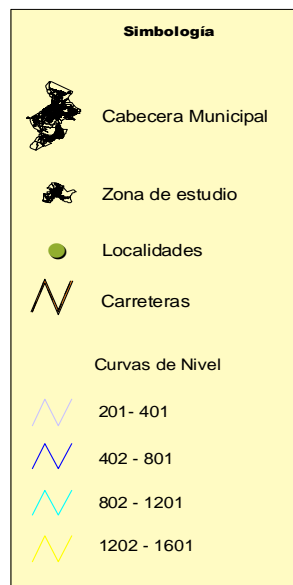 Simbología
Cabecera Municipal
Zona de estudio
Localidades
Carreteras
Curvas de Nivel
201- 401
402 - 801
802 - 1201
1202 - 1601